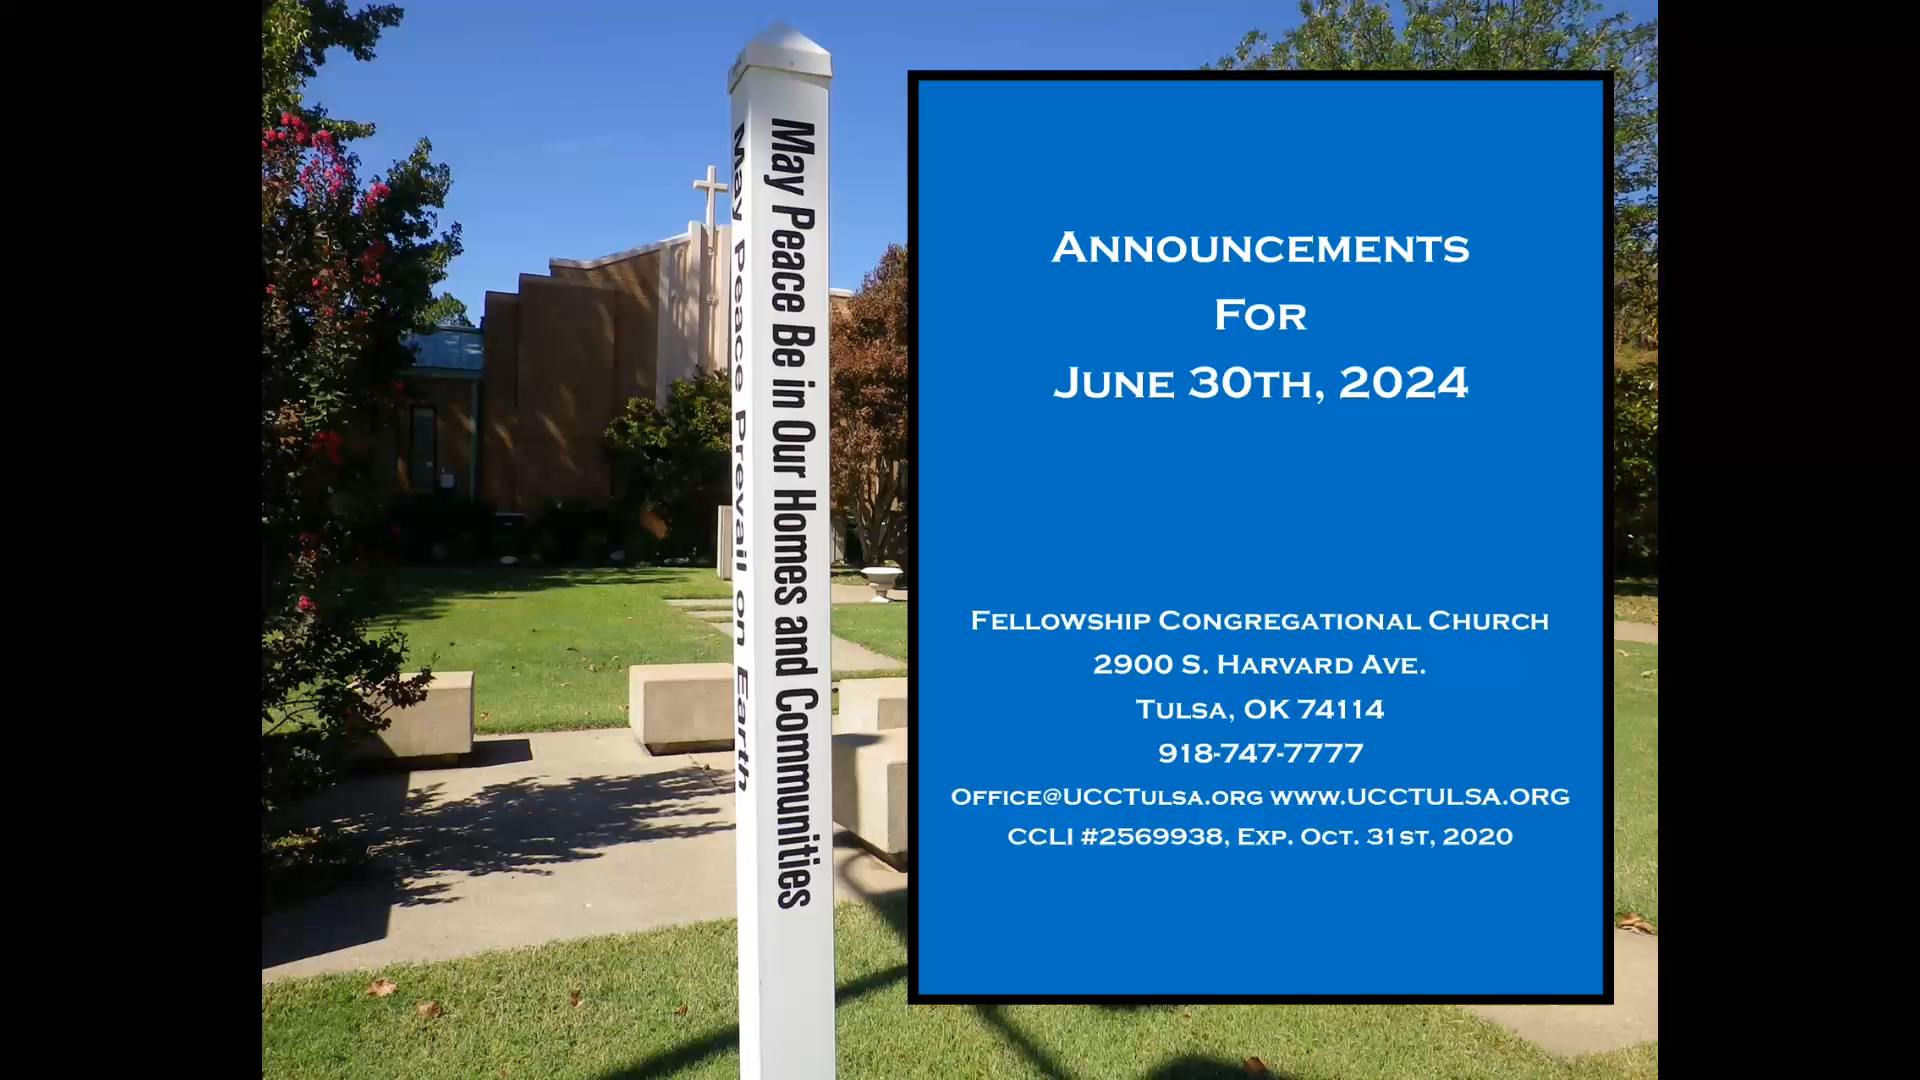 May Peace Prevail on Earth
May Peace Be in Our Homes and Communities
Announcements
For
June 30th, 2024
Fellowship Congregational Church
2900 S. Harvard Ave.
Tulsa, OK 74114
918-747-7777
Office@UCCTulsa.org www.UCCTULSA.ORG
CCLI #2569938, Exp. Oct. 31st, 2020